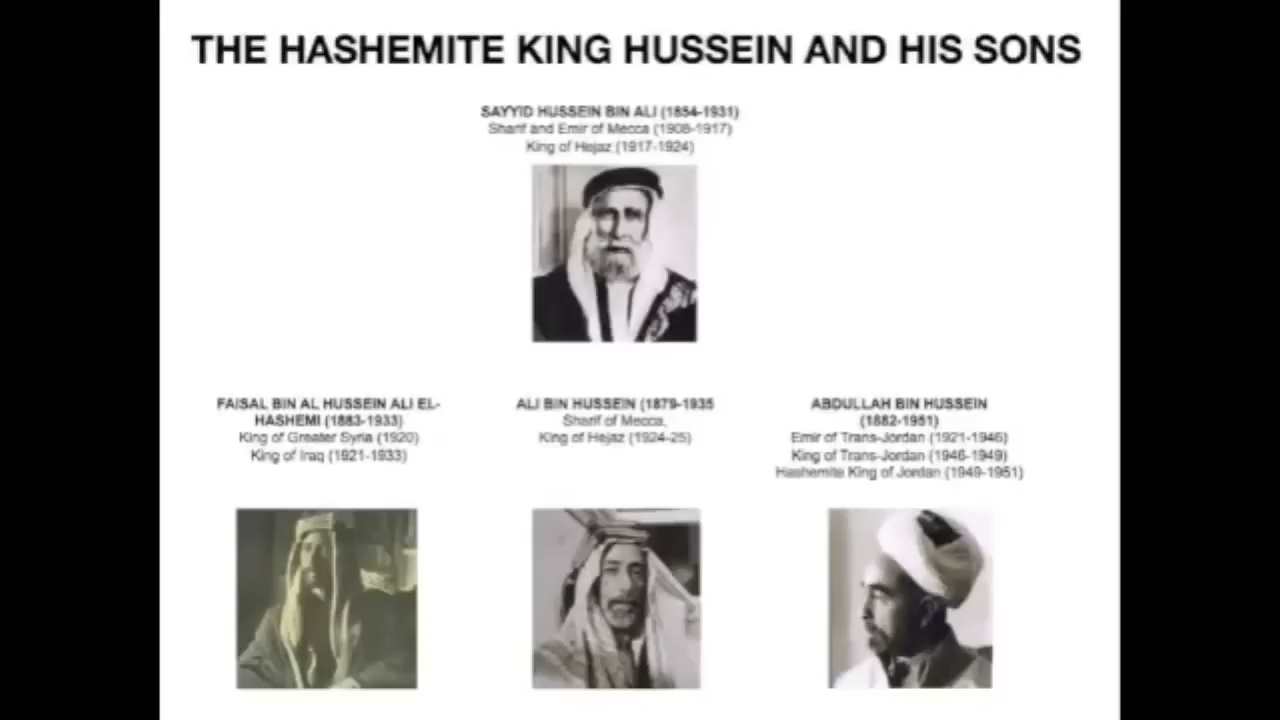 THE HASHEMITE KING HUSSEIN AND HIS SONS
SAYYID HUSSEIN BIN ALI (1854-1931)
Sharif and Emir of Mecca (1908-1917)
King of Hejaz (1917-1924)
FAISAL BIN AL HUSSEIN ALI EL-
HASHEMI (1883-1933)
King of Greater Syria (1920)
King of Iraq (1921-1933)
ALI BIN HUSSEIN (1879-1935
Sharif of Mecca,
King of Hejaz (1924-25)
ABDULLAH BIN HUSSEIN
(1882-1951)
Emir of Trans-Jordan (1921-1946)
King of Trans-Jordan (1946-1949)
Hashemite King of Jordan (1949-1951)